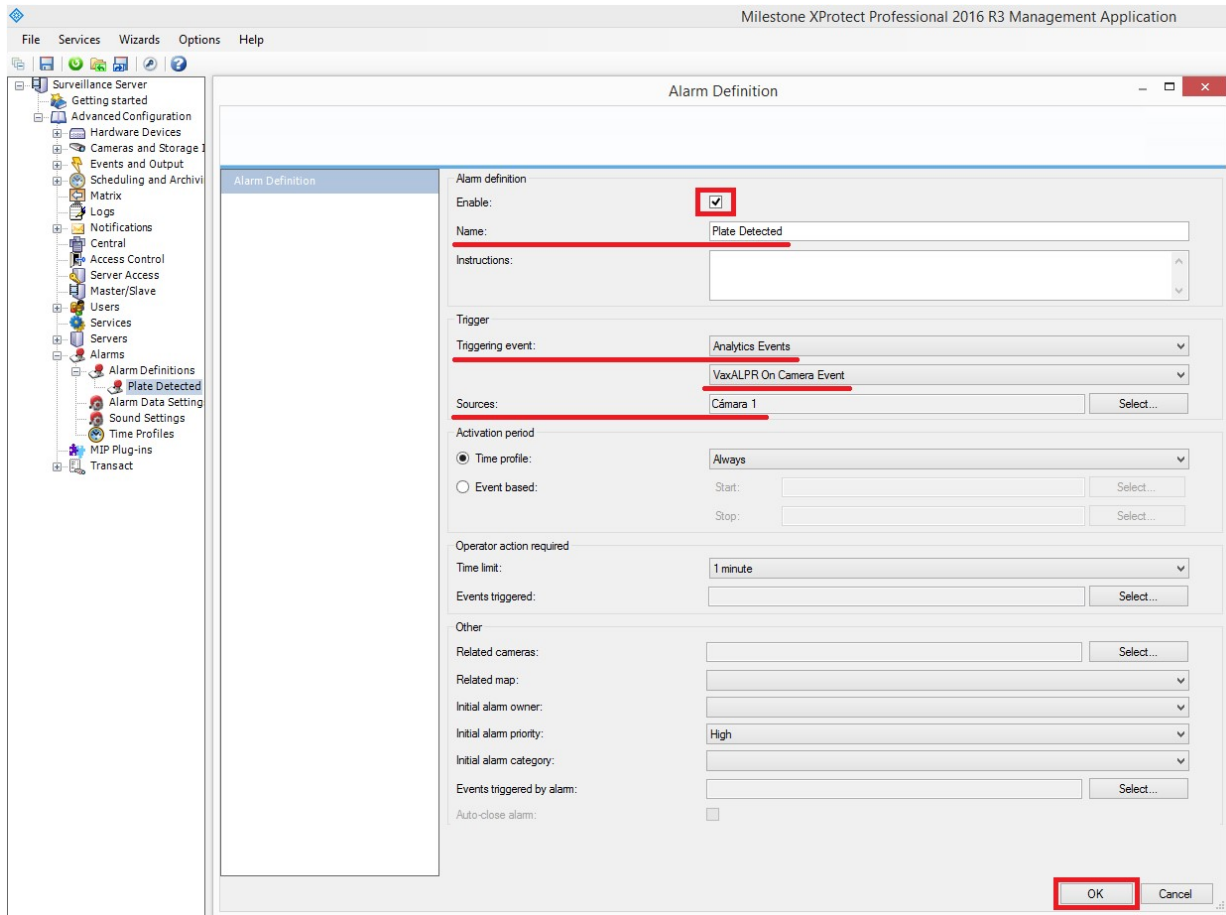 Milestone XProtect Professional 2016 R3 Management Application
File Services Wizards Options Help
Surveillance Server
Getting started
Advanced Configuration
Hardware Devices
Cameras and Storage I
Events and Output
Scheduling and Archivi
Matrix
Logs
Notifications
Central
Access Control
Server Access
Master/Slave
Users
Services
Servers
Alarms
Alarm Definitions
Plate Detected
Alarm Data Setting
Sound Settings
Time Profiles
MIP Plug-ins
Transact
Alarm Definition
Alarm Definition
Alarm definition
Enable:
Name: Plate Detected
Instructions:
Trigger
Triggering event: Analytics Events
VaxALPR On Camera Event
Sources: Cámara 1 Select...
Activation period
Time profile: Always
Event based: Start: Select...
Stop: Select...
Operator action required
Time limit: 1 minute
Events triggered: Select...
Other
Related cameras: Select...
Related map:
Initial alarm owner:
Initial alarm priority: High
Initial alarm category:
Events triggered by alarm: Select...
Auto-close alarm:
OK Cancel